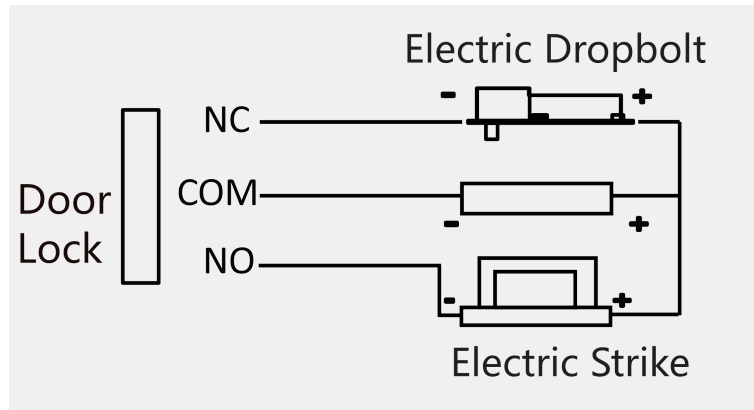 Electric Dropbolt
- +
NC
COM
- +
Door
Lock
NO
- +
Electric Strike